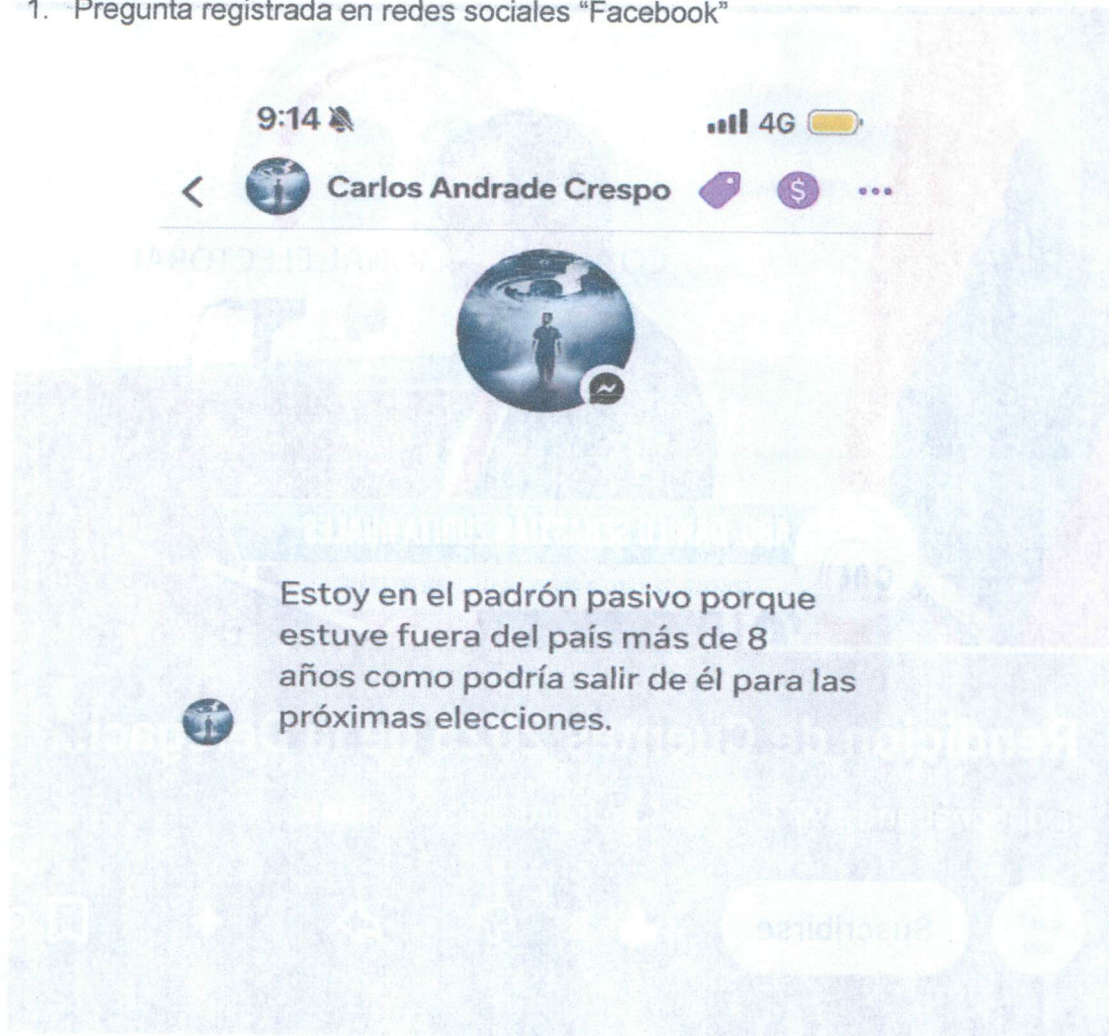 1. Pregunta registrada en redes sociales “Facebook”
9:14
4G
Carlos Andrade Crespo
Estoy en el padrón pasivo porque
estuve fuera del país más de 8
años como podría salir de él para las
próximas elecciones.
Suscribirse